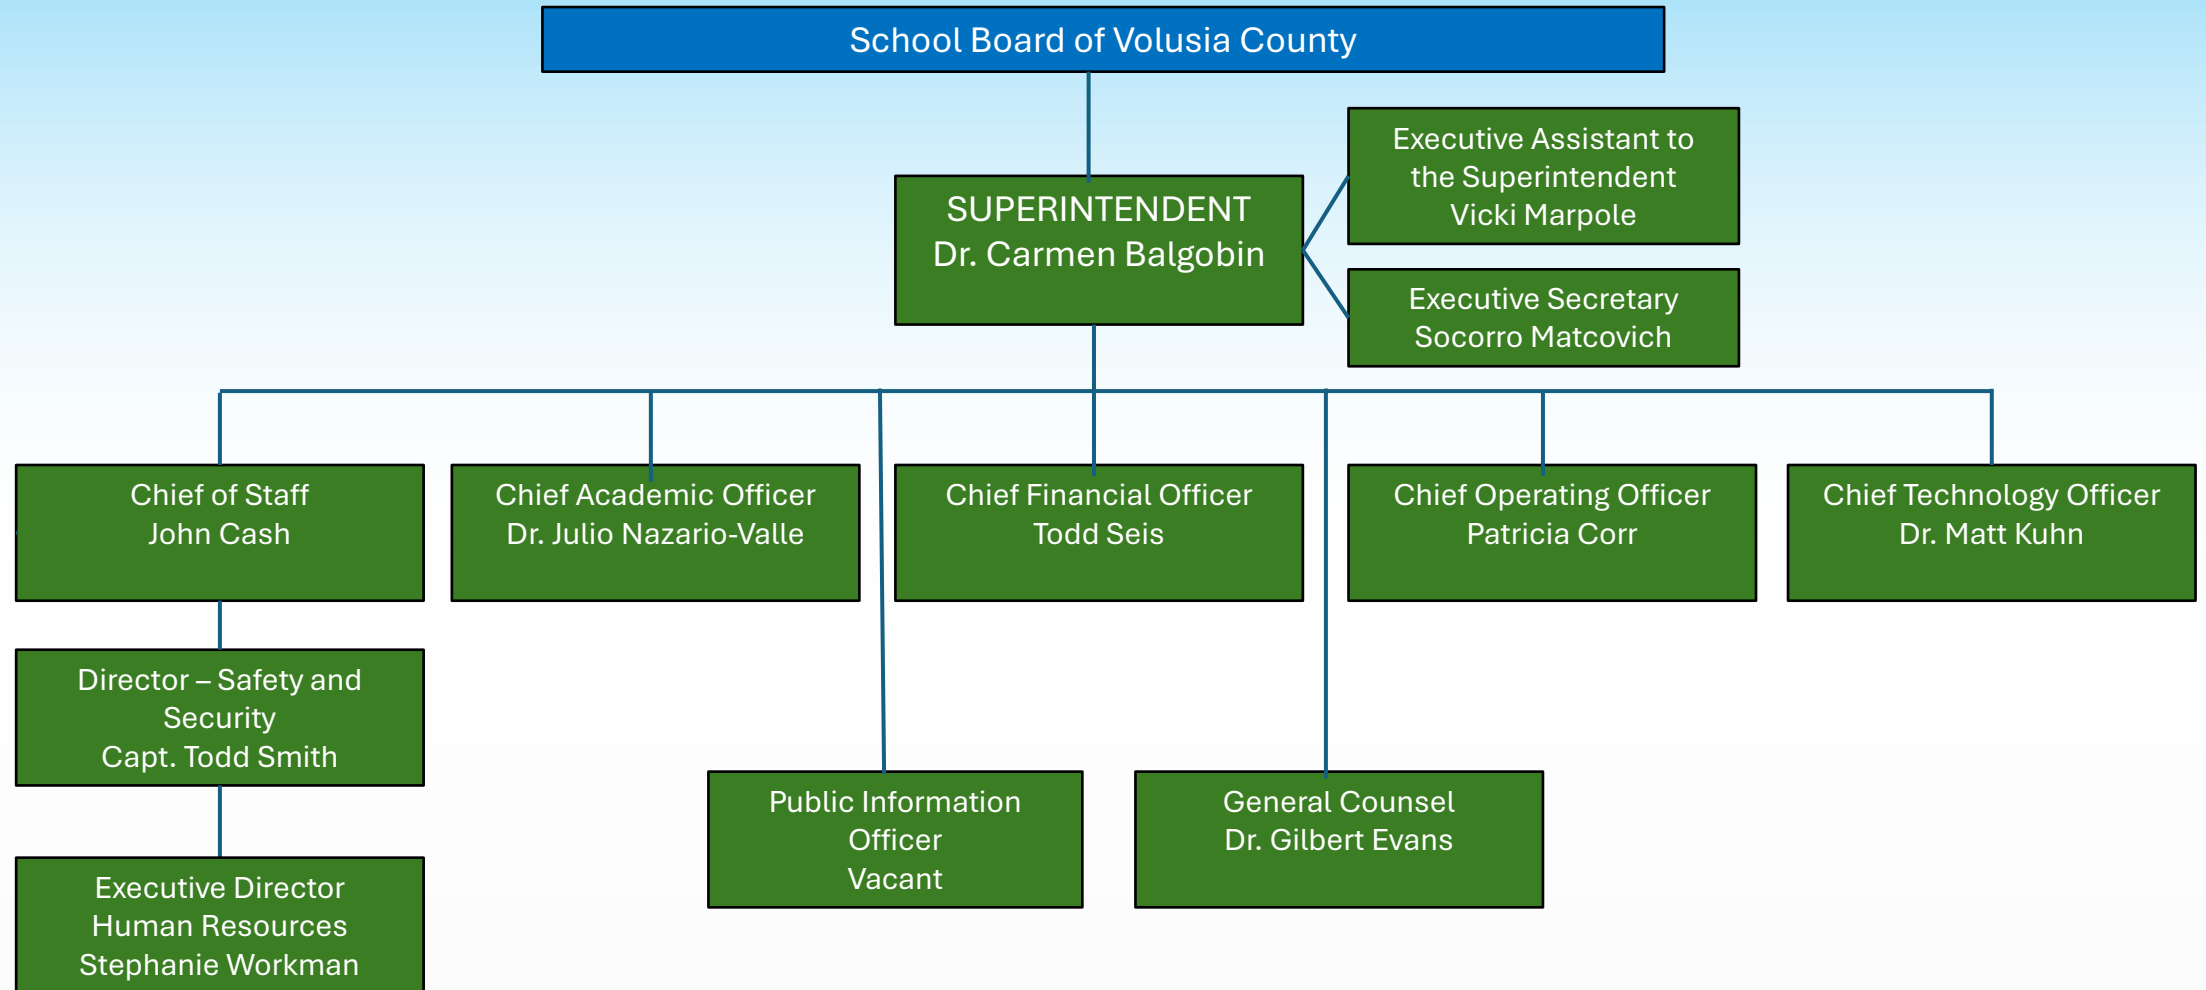 School Board of Volusia County
Executive Assistant to
the Superintendent
Vicki Marpole
SUPERINTENDENT
Dr. Carmen Balgobin
Executive Secretary
Socorro Matcovich
Chief of Staff
John Cash
Chief Academic Officer
Dr. Julio Nazario-Valle
Chief Financial Officer
Todd Seis
Chief Operating Officer
Patricia Corr
Chief Technology Officer
Dr. Matt Kuhn
Director – Safety and
Security
Capt. Todd Smith
Public Information
Officer
Vacant
General Counsel
Dr. Gilbert Evans
Executive Director
Human Resources
Stephanie Workman